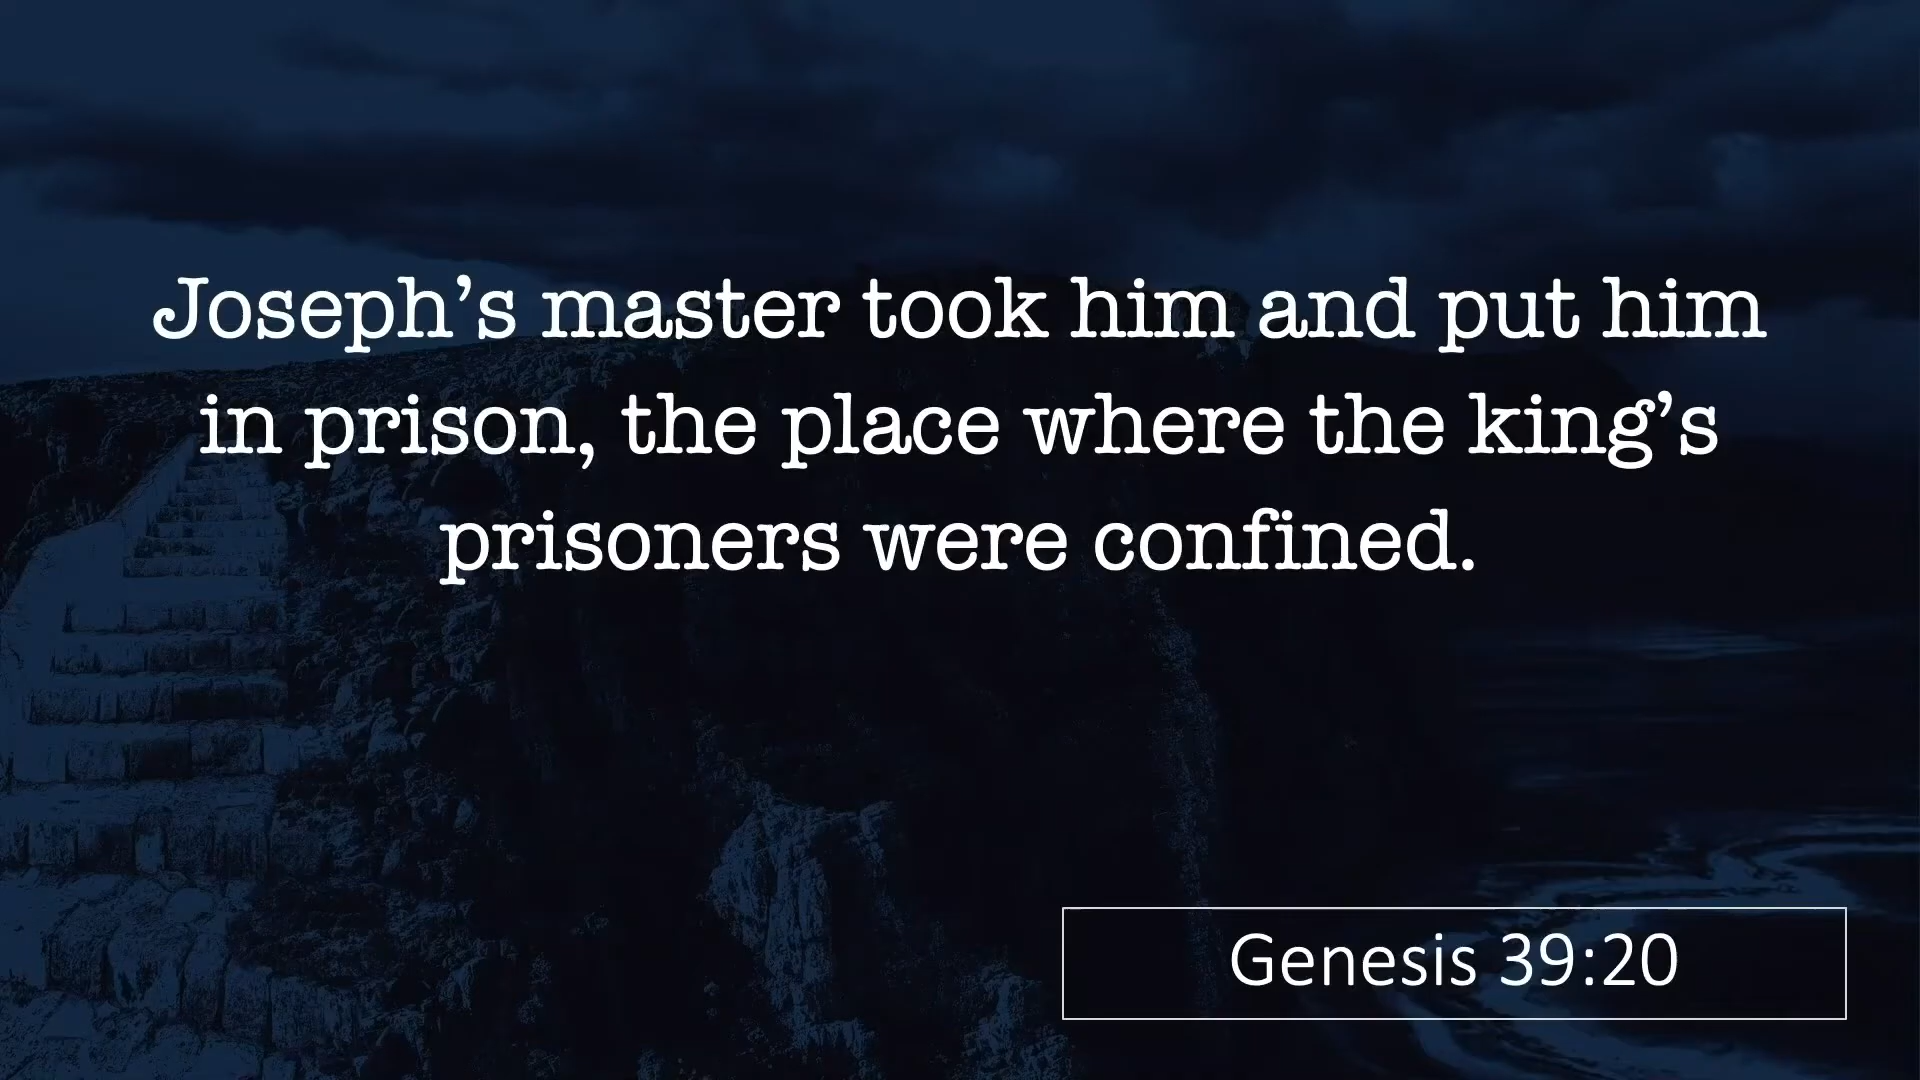 Joseph’s master took him and put him
in prison, the place where the king’s
prisoners were confined.
Genesis 39:20